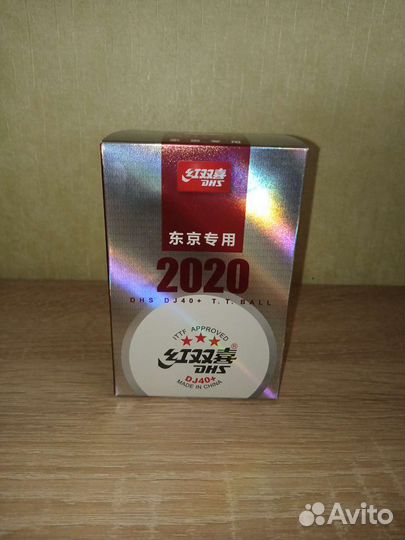 红双喜
DHS
东京专用
2020
DHS DJ40+ T.T. BALL
ITTF APPROVED
红双喜®
DHS
DJ40+
MADE IN CHINA
Avito